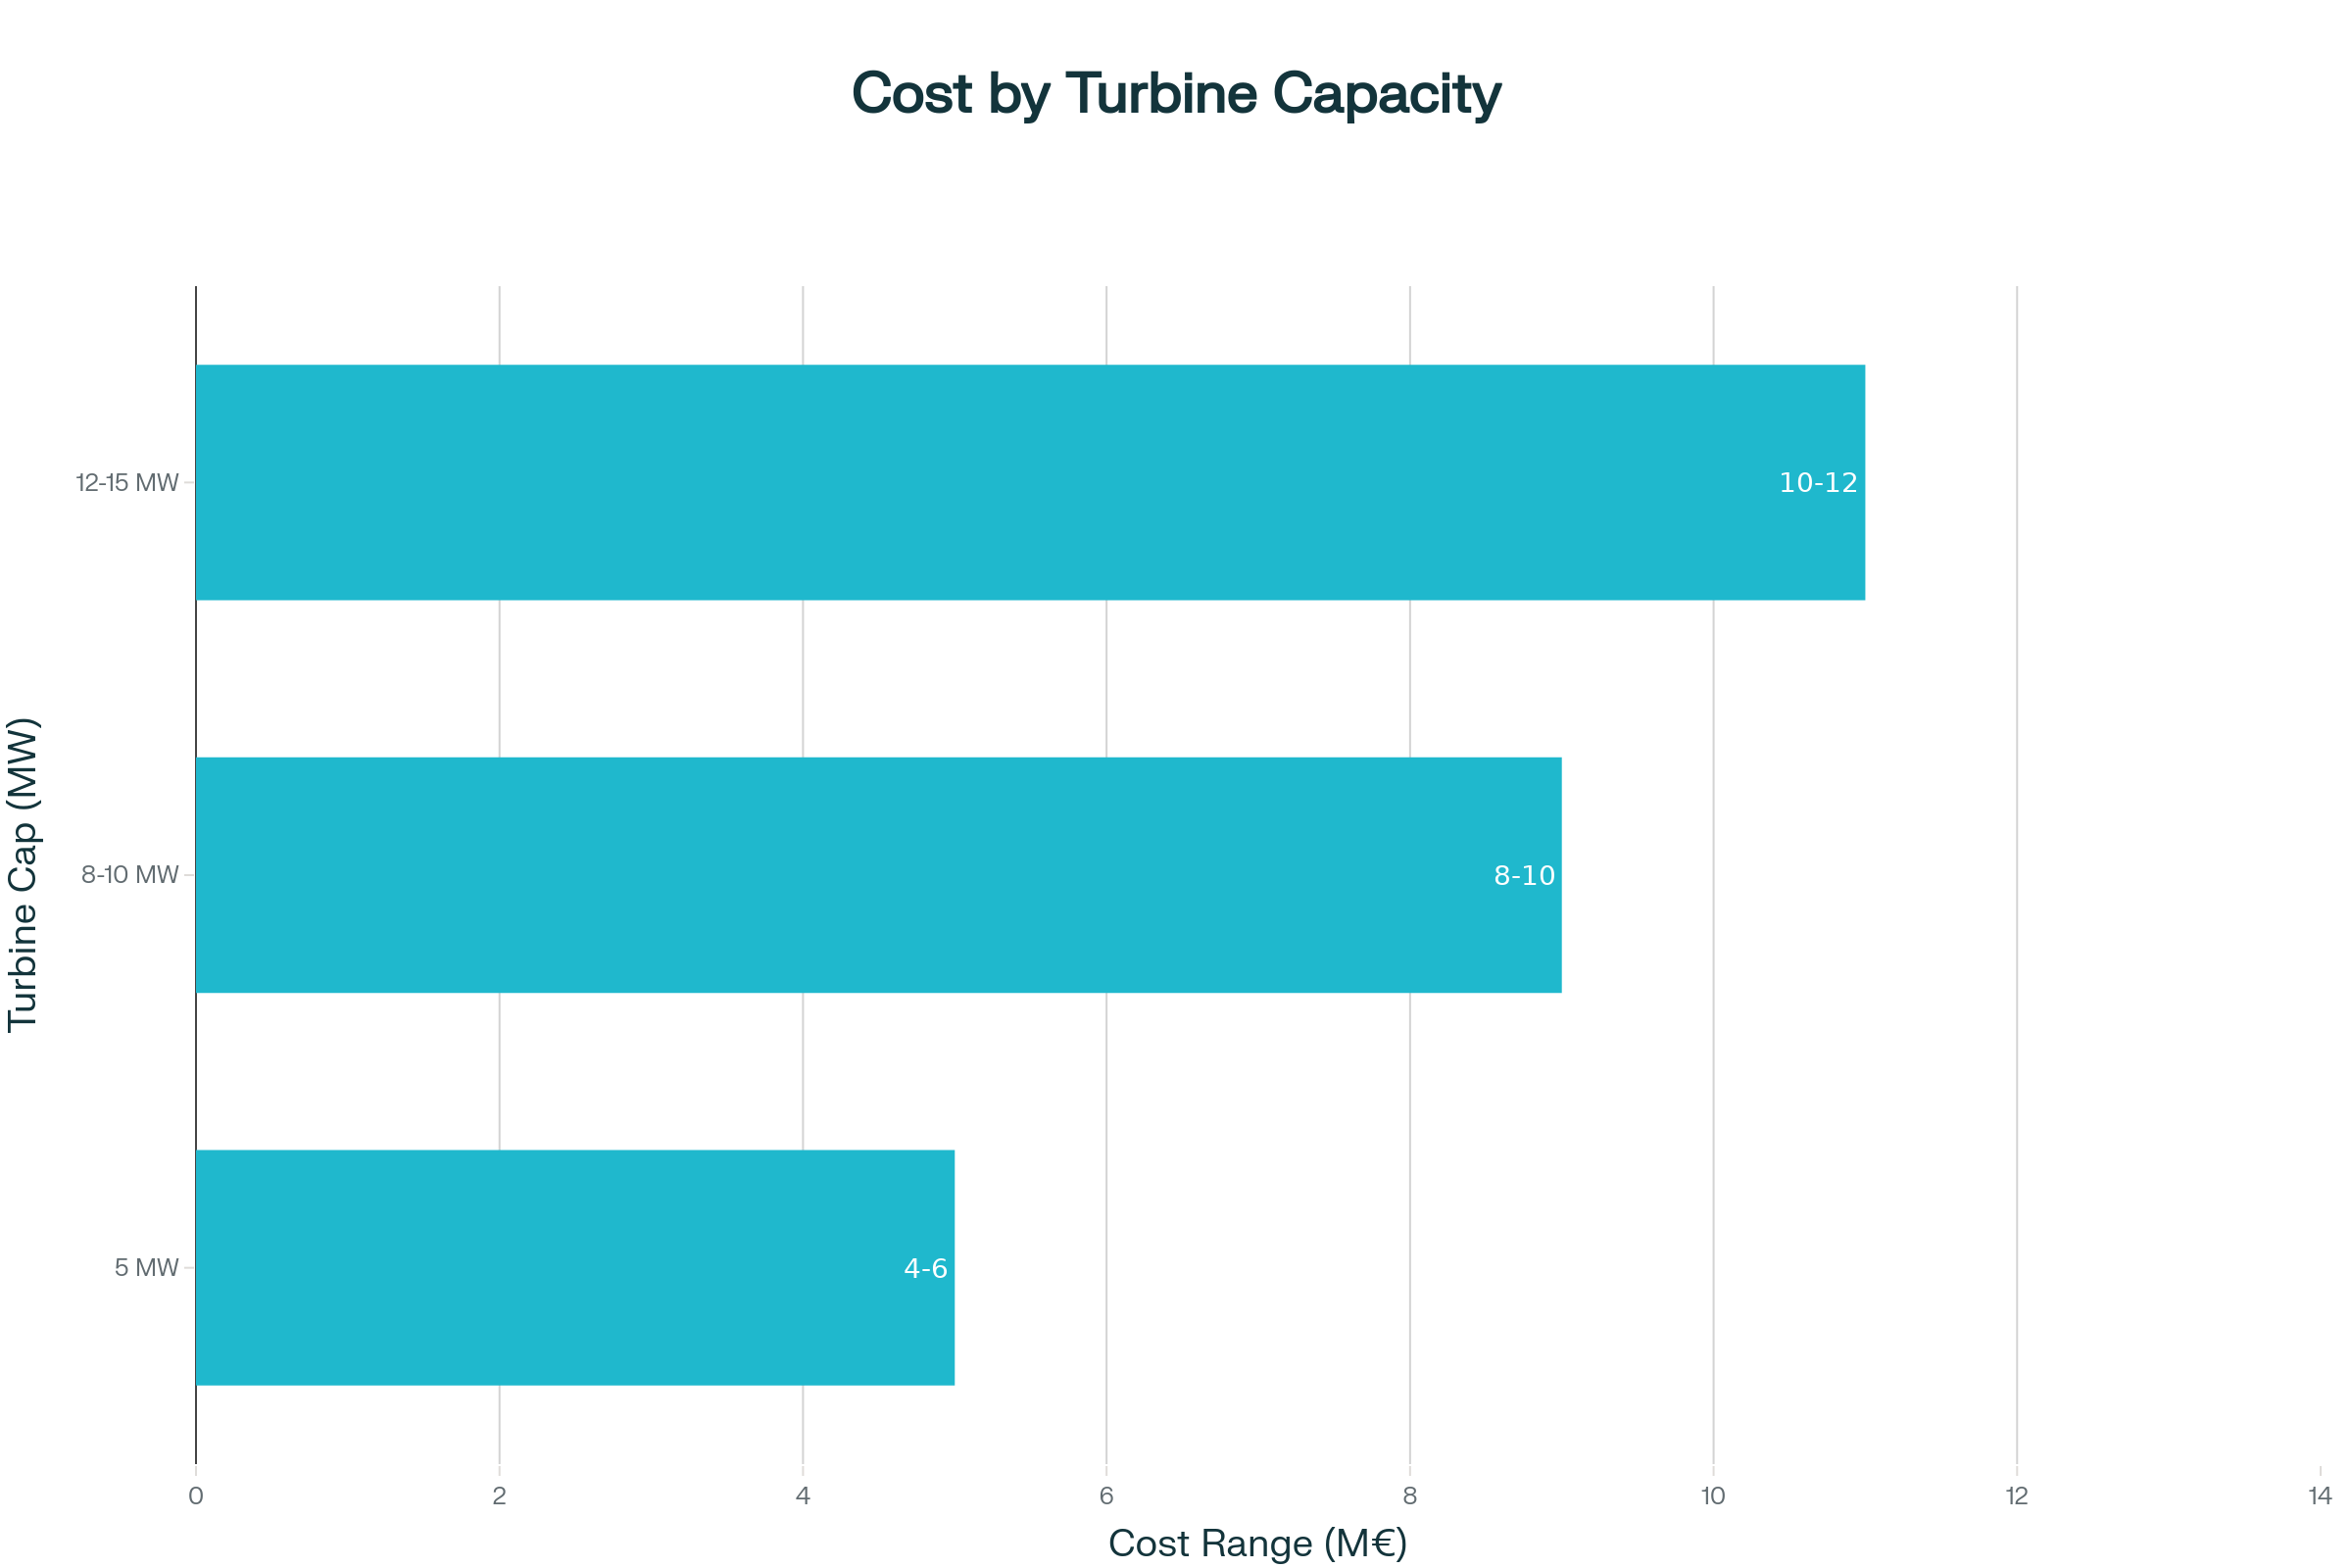 Cost by Turbine Capacity
Turbine Cap (MW)
12-15 MW
10-12
8-10 MW
8-10
5 MW
4-6
0 2 4 6 8 10 12 14
Cost Range (M€)